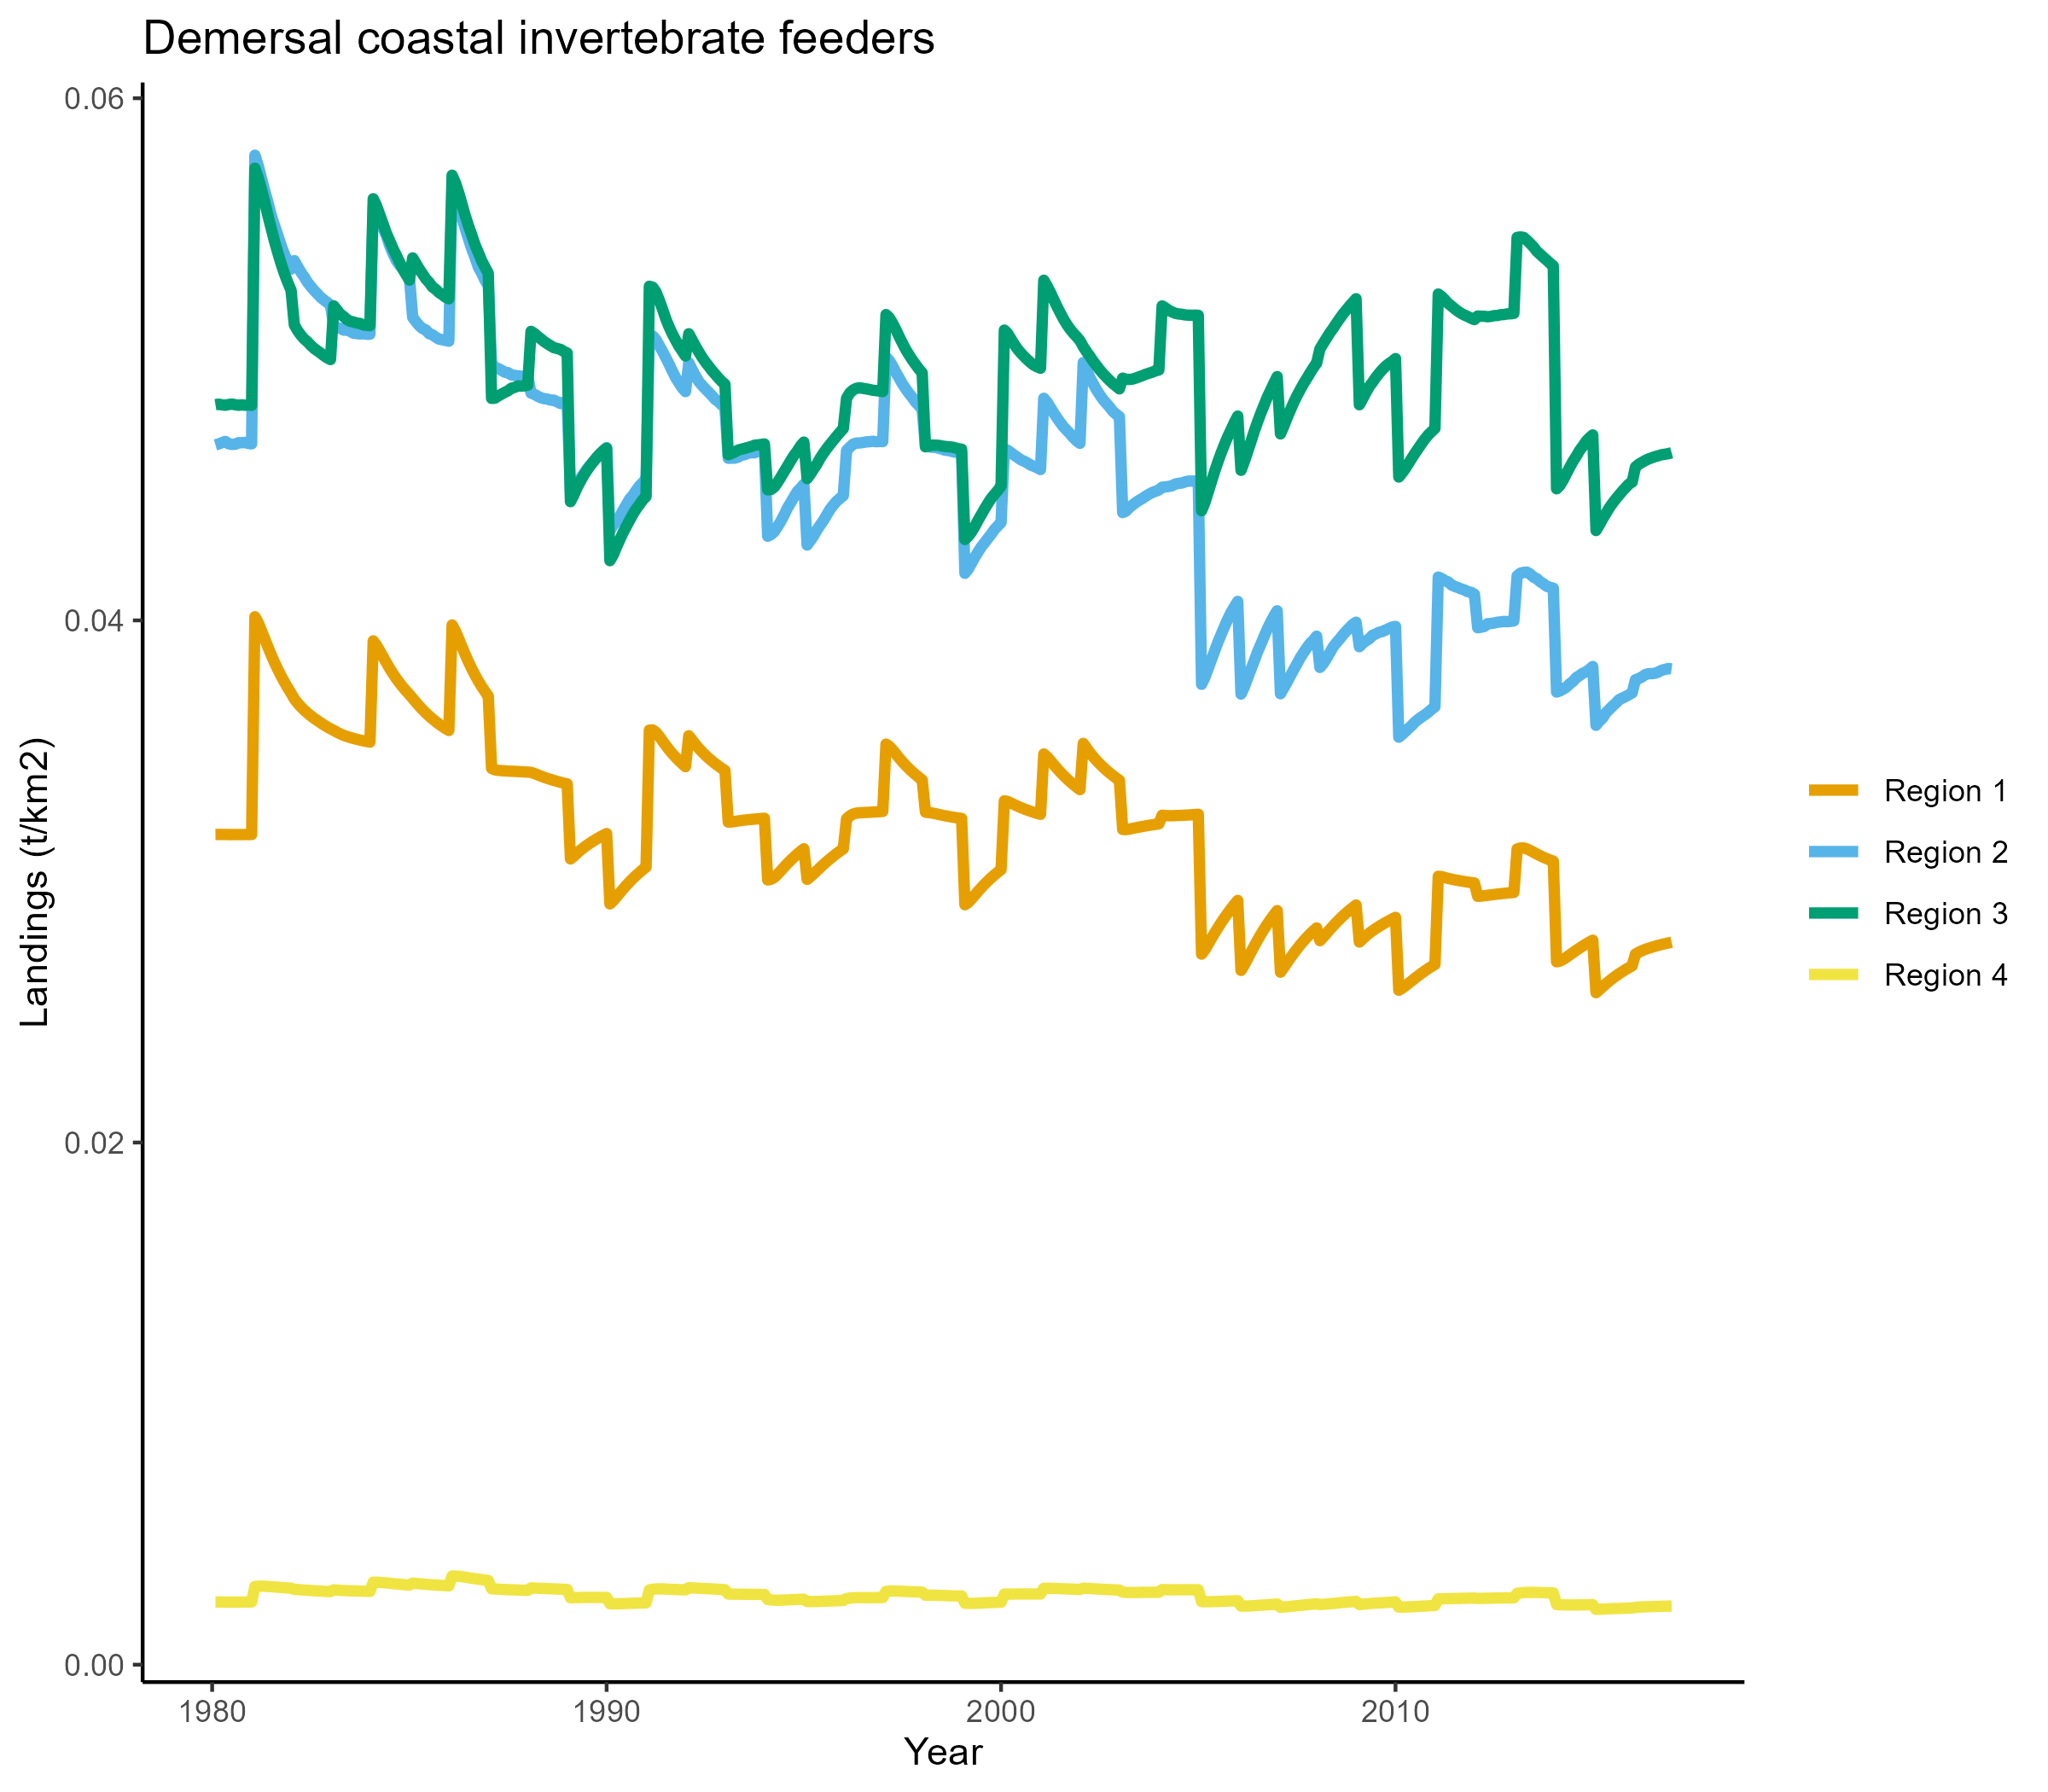 Demersal coastal invertebrate feeders
0.06
0.04
0.02
0.00
Landings (t/km2)
1980
1990
2000
2010
Year
Region 1
Region 2
Region 3
Region 4